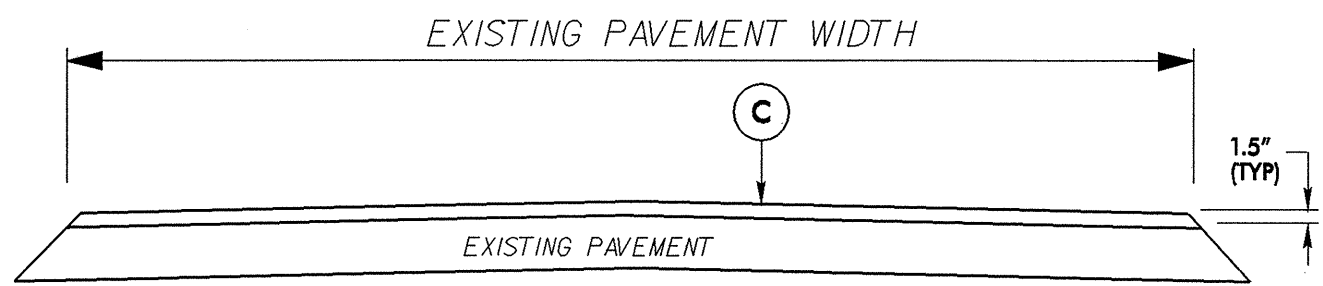 EXISTING PAVEMENT WIDTH
C
1.5"
(TYP)
EXISTING PAVEMENT